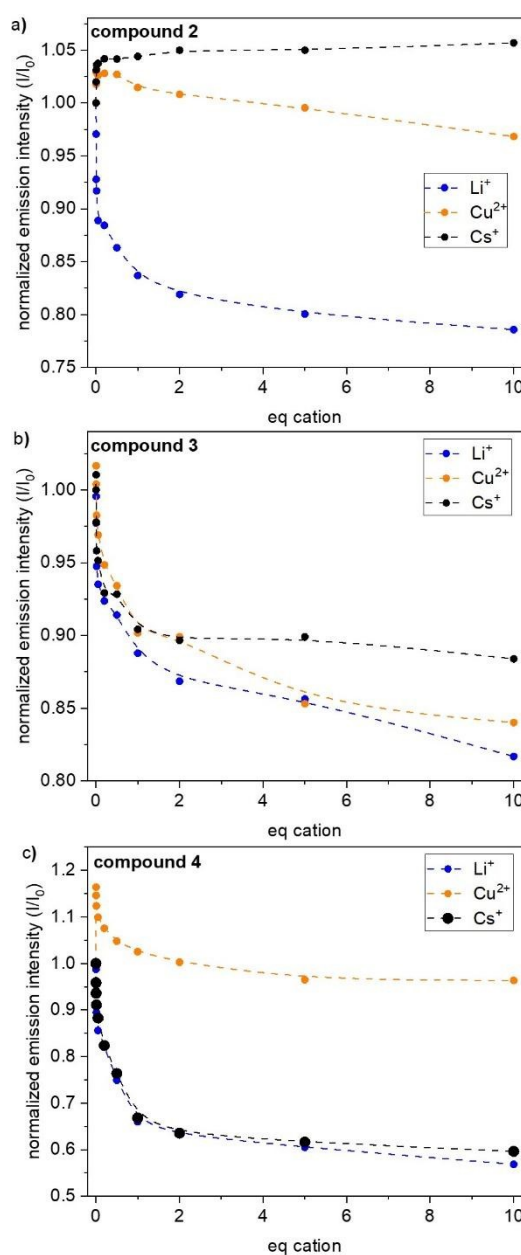 a)
compound 2
normalized emission intensity (I/I₀)
1.05
1.00
0.95
0.90
0.85
0.80
0.75
Li⁺
Cu²⁺
Cs⁺
0 2 4 6 8 10
eq cation
b)
compound 3
normalized emission intensity (I/I₀)
1.00
0.95
0.90
0.85
0.80
Li⁺
Cu²⁺
Cs⁺
0 2 4 6 8 10
eq cation
c)
compound 4
normalized emission intensity (I/I₀)
1.2
1.1
1.0
0.9
0.8
0.7
0.6
0.5
Li⁺
Cu²⁺
Cs⁺
0 2 4 6 8 10
eq cation